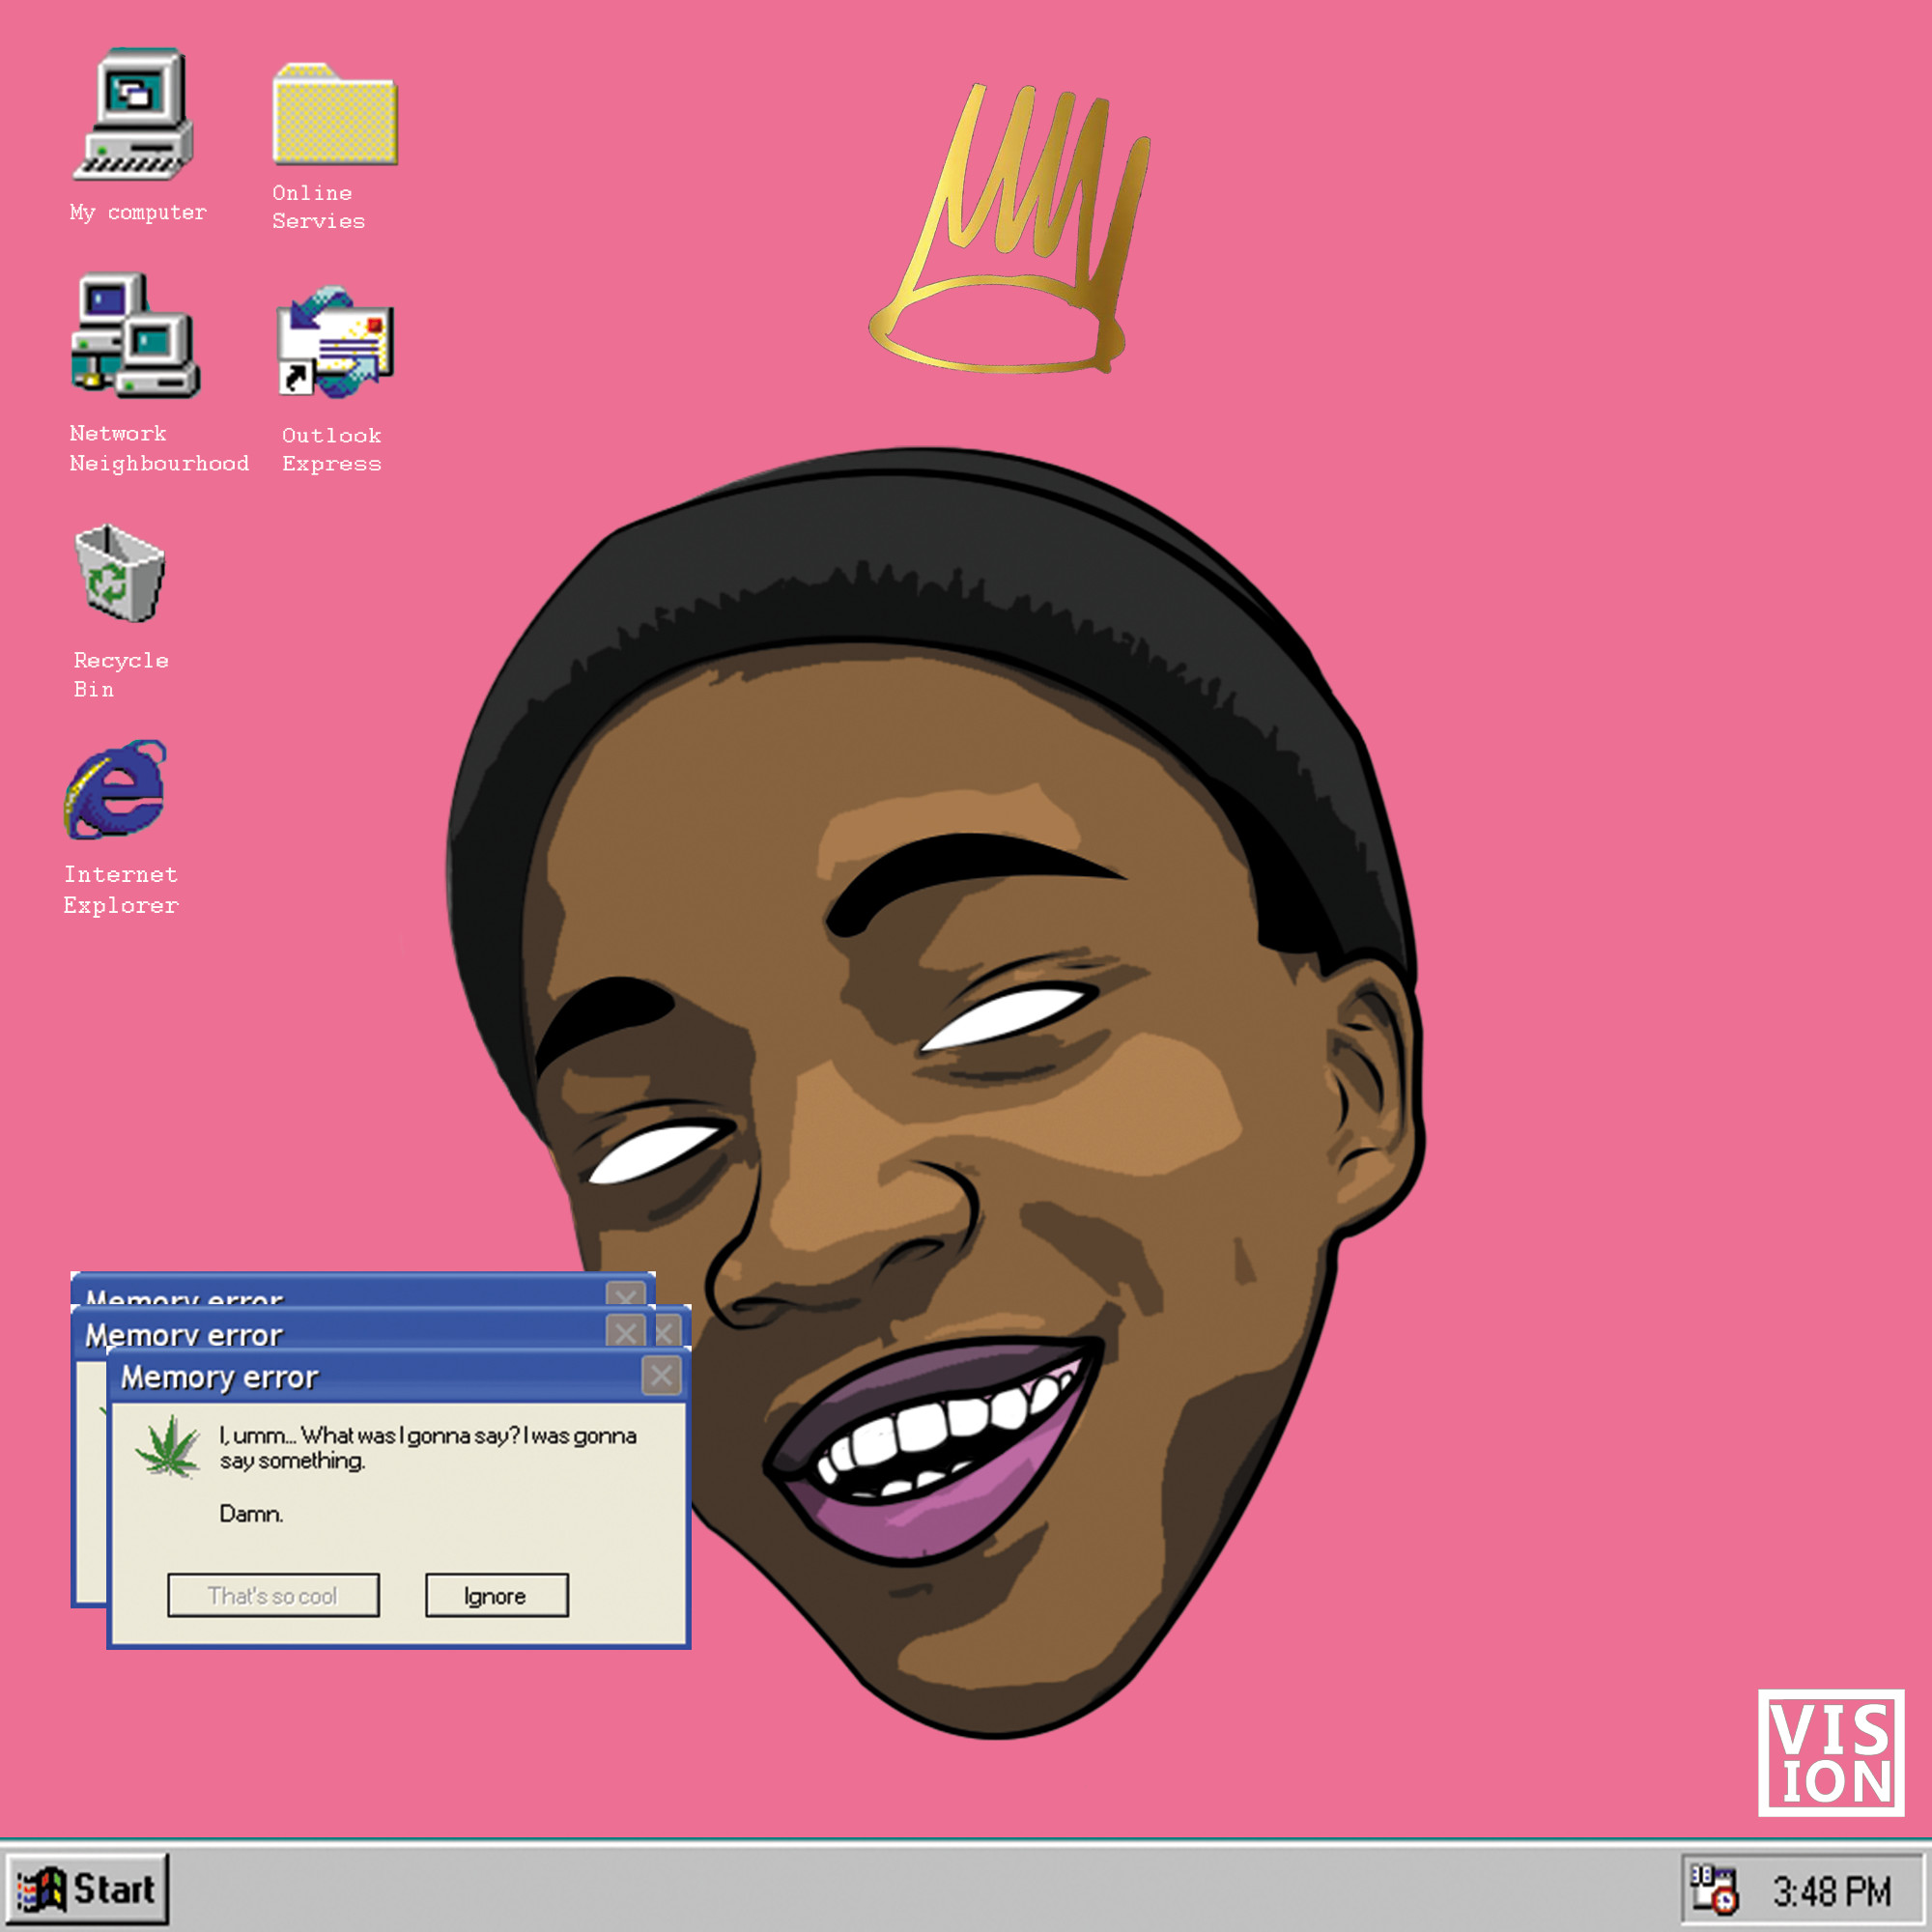 My computer
Online
Servies
Network
Neighbourhood
Outlook
Express
Recycle
Bin
Internet
Explorer
Memory error
Memory error
Memory error
I, umm... What was I gonna say? I was gonna
say something.
Damn.
That's so cool
Ignore
VIS
ION
Start
3:48 PM